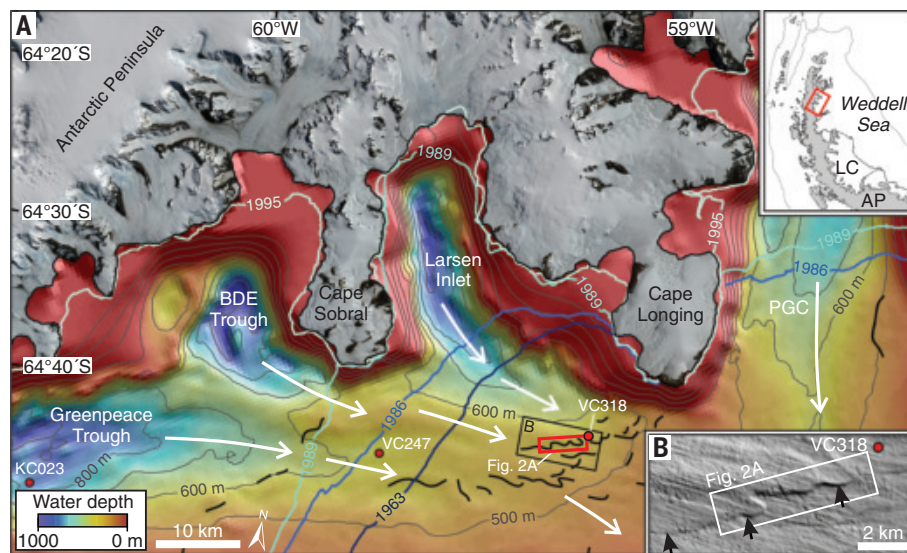 A
60°W
59°W
64°20´S
Antarctic Peninsula
Weddell
Sea
LC
AP
1989
1995
64°30´S
1995
Larsen
Inlet
BDE
Trough
Cape
Sobral
1989
Cape
Longing
1989
1986
PGC
600 m
64°40´S
Greenpeace
Trough
1986
600 m
VC318
B
VC247
Fig. 2A
KC023
800 m
1989
600 m
1963
500 m
Water depth
1000
0 m
10 km
N
B
VC318
Fig. 2A
2 km